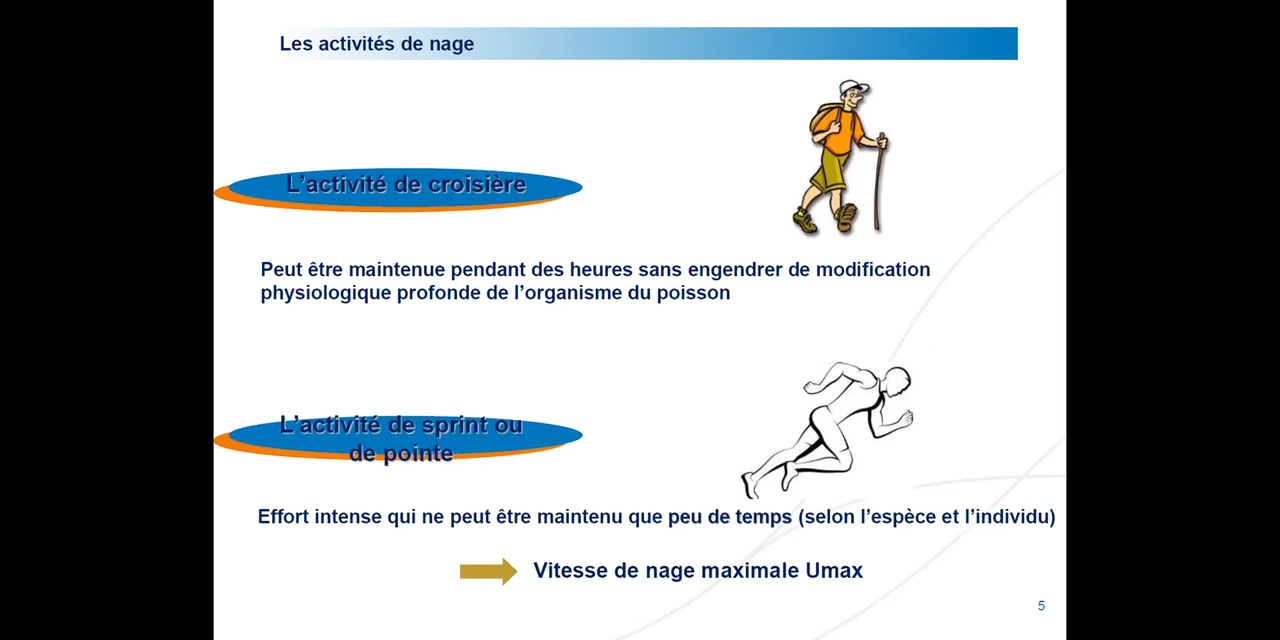 Les activités de nage
L'activité de croisière
Peut être maintenue pendant des heures sans engendrer de modification
physiologique profonde de l'organisme du poisson
L'activité de sprint ou
de pointe
Effort intense qui ne peut être maintenu que peu de temps (selon l'espèce et l'individu)
Vitesse de nage maximale Umax
5